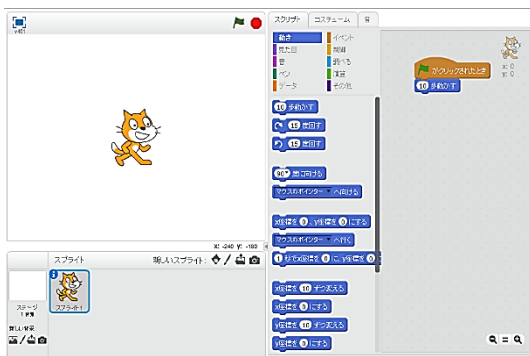 v461
X: -240 Y: -180
スプライト
新しいスプライト:
ステージ
1 背景
新しい背景
スプライト1
スクリプト
コスチューム
音
動き
イベント
見た目
制御
音
調べる
ペン
演算
データ
その他
10 歩動かす
15 度回す
15 度回す
90 度に向ける
マウスのポインター へ向ける
x座標を 0 、y座標を 0 にする
マウスのポインター へ行く
1 秒でx座標を 0 に、y座標を 0
x座標を 10 ずつ変える
x座標を 0 にする
y座標を 10 ずつ変える
y座標を 0 にする
がクリックされたとき
10 歩動かす
x: 0
y: 0